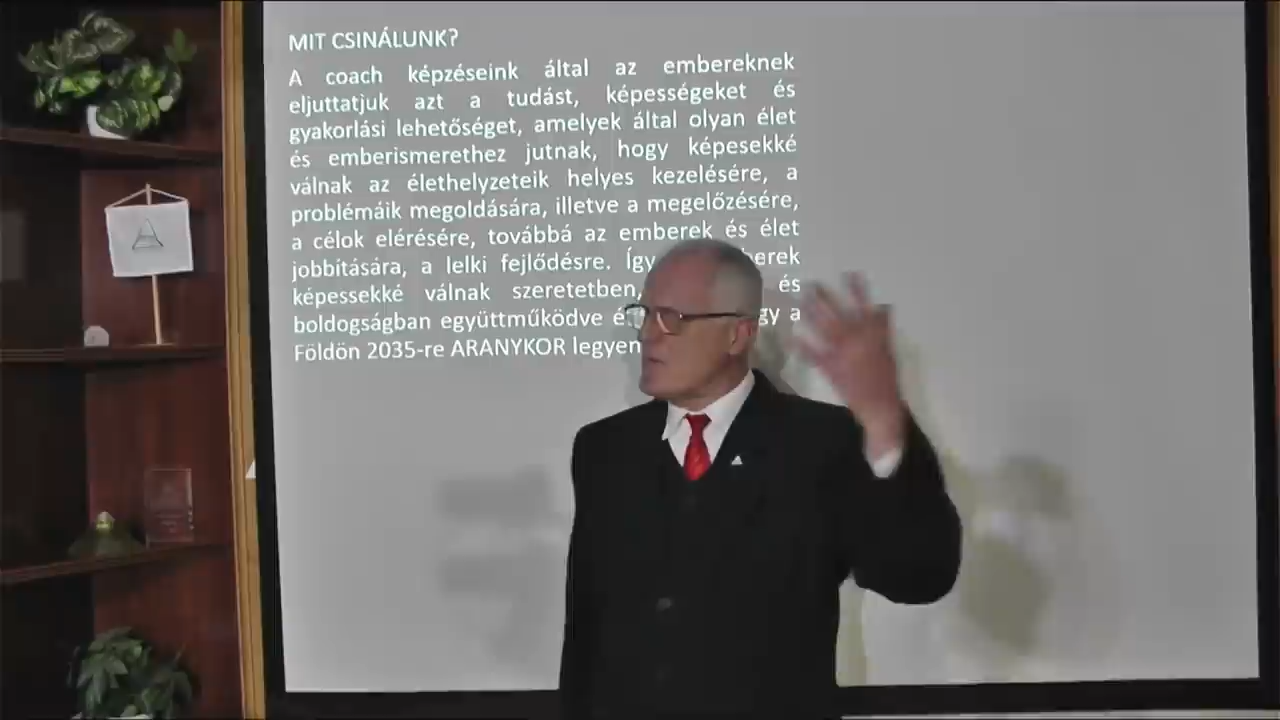 MIT CSINÁLUNK?
A coach képzéseink által az embereknek
eljuttatjuk azt a tudást, képességeket és
gyakorlási lehetőséget, amelyek által olyan élet
és emberismerethez jutnak, hogy képesekké
válnak az élethelyzeteik helyes kezelésére, a
problémáik megoldására, illetve a megelőzésére,
a célok elérésére, továbbá az emberek és élet
jobbítására, a lelki fejlődésre. Így
képessekké válnak szeretetben, és
boldogságban együttműködve a
Földön 2035-re ARANYKOR legyen